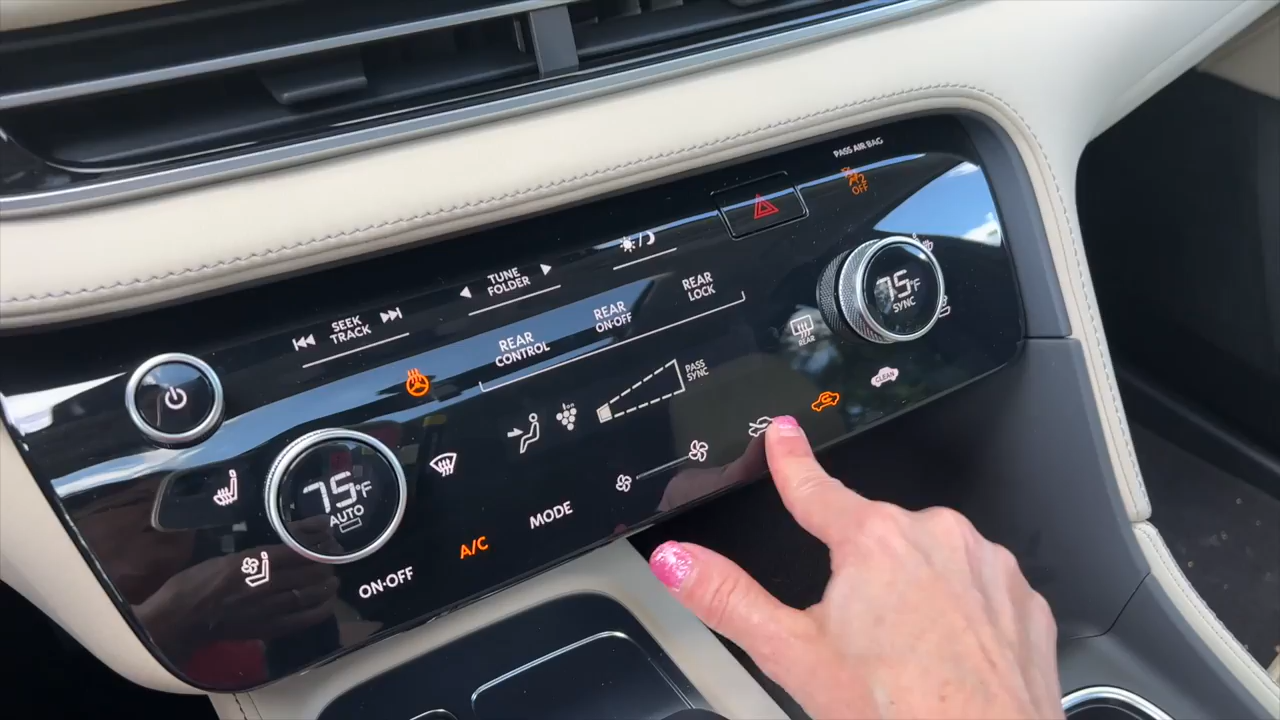 PASS AIR BAG
2
OFF
SEEK
TRACK
TUNE
FOLDER
REAR
CONTROL
REAR
ON·OFF
REAR
LOCK
75°F
SYNC
REAR
PASS
SYNC
CLEAN
75°F
AUTO
MODE
A/C
ON·OFF